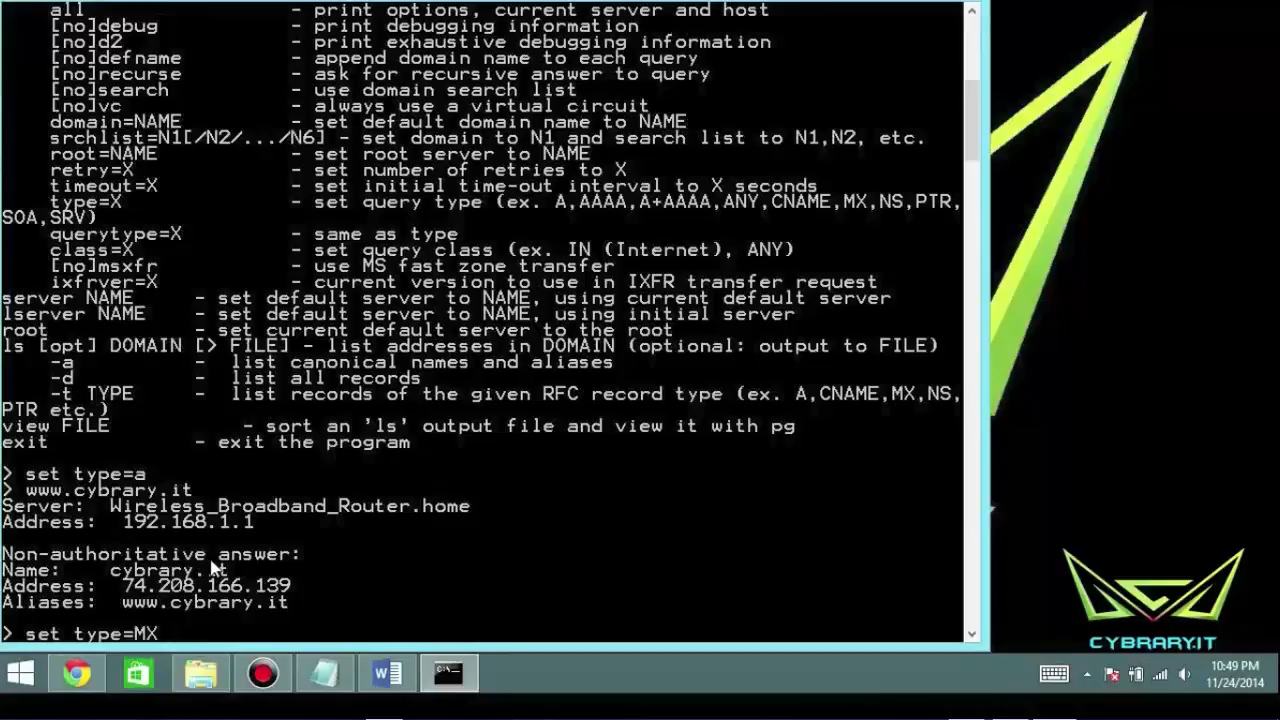 all - print options, current server and host
[no]debug - print debugging information
[no]d2 - print exhaustive debugging information
[no]defname - append domain name to each query
[no]recurse - ask for recursive answer to query
[no]search - use domain search list
[no]vc - always use a virtual circuit
domain=NAME - set default domain name to NAME
srchlist=N1[/N2/.../N6] - set domain to N1 and search list to N1,N2, etc.
root=NAME - set root server to NAME
retry=X - set number of retries to X
timeout=X - set initial time-out interval to X seconds
type=X - set query type (ex. A,AAAA,A+AAAA,ANY,CNAME,MX,NS,PTR,
SOA,SRV)
querytype=X - same as type
class=X - set query class (ex. IN (Internet), ANY)
[no]msxfr - use MS fast zone transfer
ixfrver=X - current version to use in IXFR transfer request
server NAME - set default server to NAME, using current default server
lserver NAME - set default server to NAME, using initial server
root - set current default server to the root
ls [opt] DOMAIN [> FILE] - list addresses in DOMAIN (optional: output to FILE)
-a - list canonical names and aliases
-d - list all records
-t TYPE - list records of the given RFC record type (ex. A,CNAME,MX,NS,
PTR etc.)
view FILE - sort an 'ls' output file and view it with pg
exit - exit the program
> set type=a
> www.cybrary.it
Server: Wireless_Broadband_Router.home
Address: 192.168.1.1
Non-authoritative answer:
Name: cybrary.it
Address: 74.208.166.139
Aliases: www.cybrary.it
> set type=MX
CYBRARY.IT
10:49 PM
11/24/2014